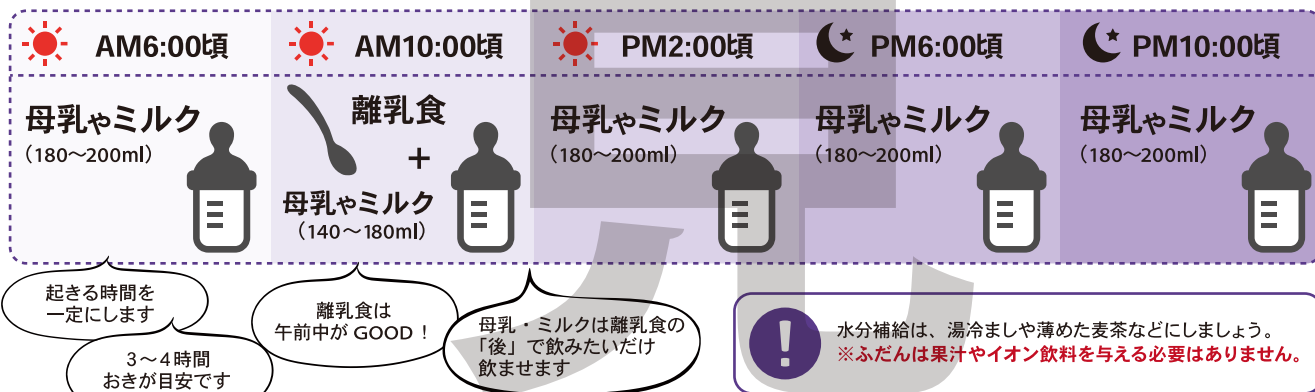 AM6:00頃
AM10:00頃
PM2:00頃
PM6:00頃
PM10:00頃
母乳やミルク
(180〜200ml)
離乳食
+
母乳やミルク
(140〜180ml)
母乳やミルク
(180〜200ml)
母乳やミルク
(180〜200ml)
母乳やミルク
(180〜200ml)
起きる時間を
一定にします
3〜4時間
おきが目安です
離乳食は
午前中が GOOD！
母乳・ミルクは離乳食の
「後」で飲みたいだけ
飲ませます
!
水分補給は、湯冷ましや薄めた麦茶などにしましょう。
※ふだんは果汁やイオン飲料を与える必要はありません。